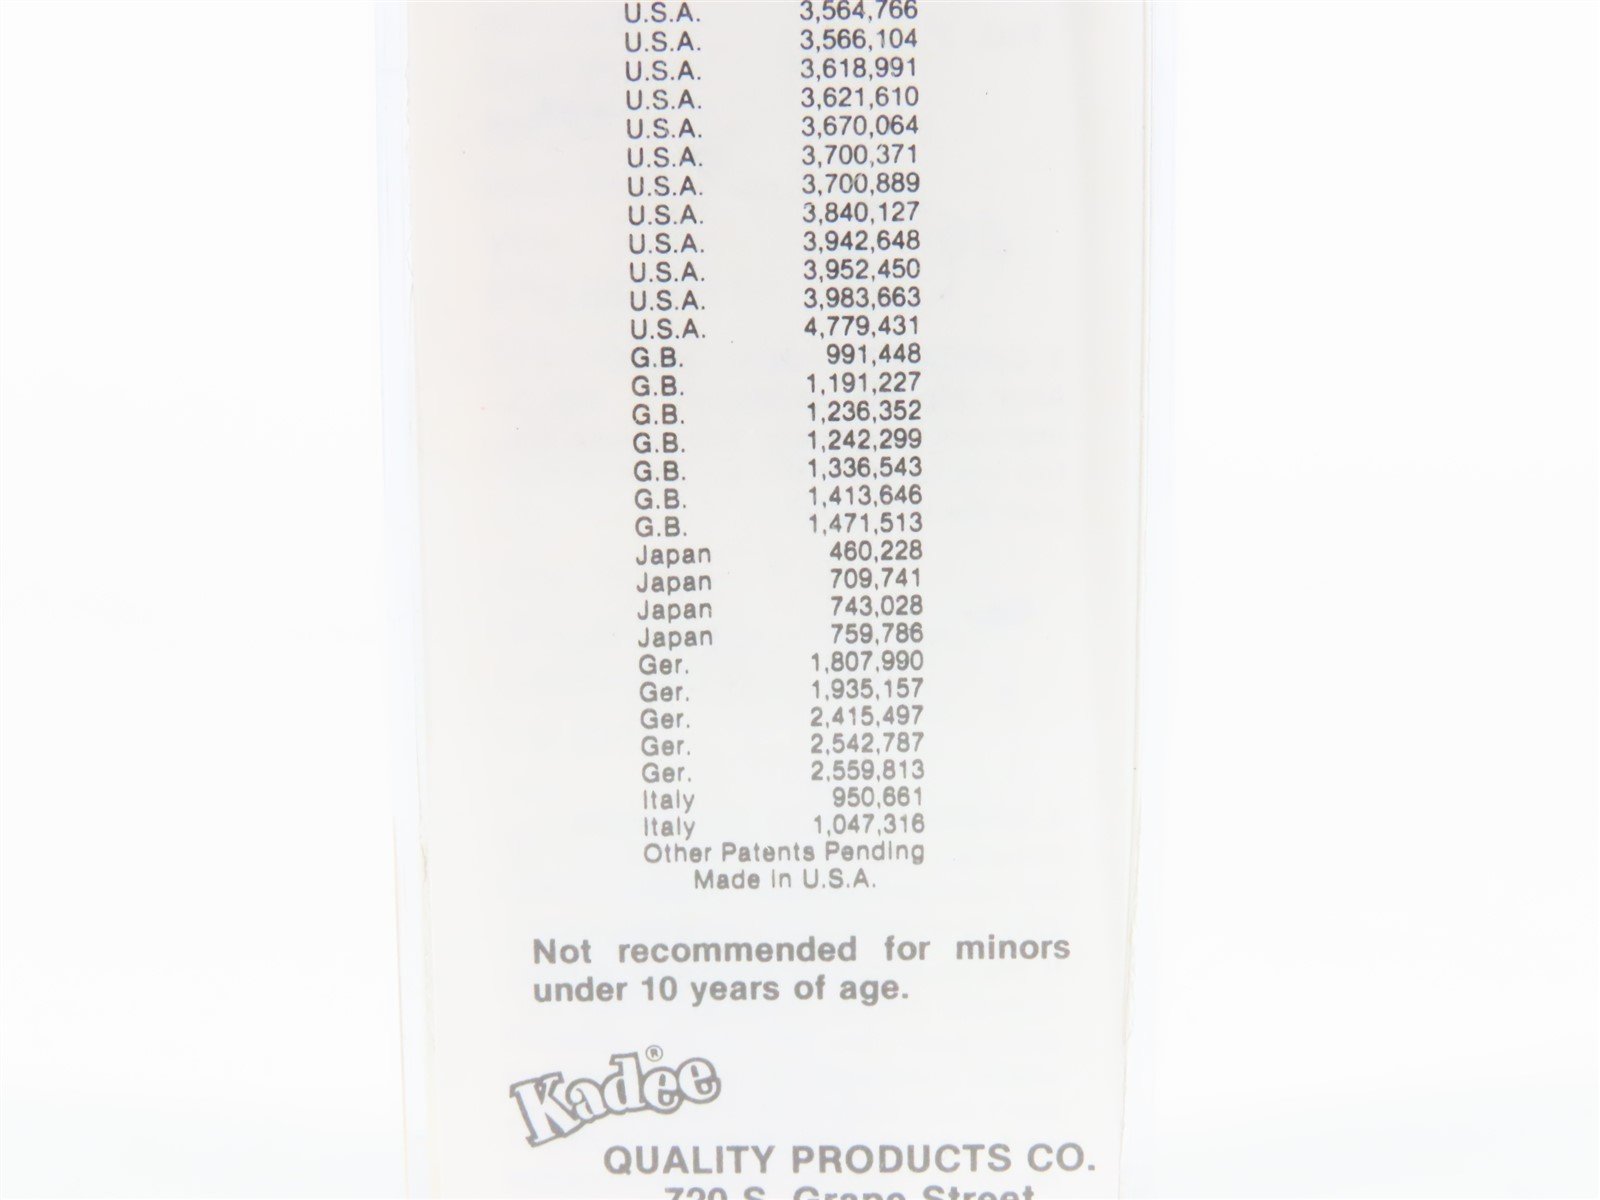 U.S.A. 3,564,766
U.S.A. 3,566,104
U.S.A. 3,618,991
U.S.A. 3,621,610
U.S.A. 3,670,064
U.S.A. 3,700,371
U.S.A. 3,700,889
U.S.A. 3,840,127
U.S.A. 3,942,648
U.S.A. 3,952,450
U.S.A. 3,983,663
U.S.A. 4,779,431
G.B. 991,448
G.B. 1,191,227
G.B. 1,236,352
G.B. 1,242,299
G.B. 1,336,543
G.B. 1,413,646
G.B. 1,471,513
Japan 460,228
Japan 709,741
Japan 743,028
Japan 759,786
Ger. 1,807,990
Ger. 1,935,157
Ger. 2,415,497
Ger. 2,542,787
Ger. 2,559,813
Italy 950,661
Italy 1,047,316
Other Patents Pending
Made in U.S.A.
Not recommended for minors
under 10 years of age.
Kadee®
QUALITY PRODUCTS CO.
720 S. Grape Street